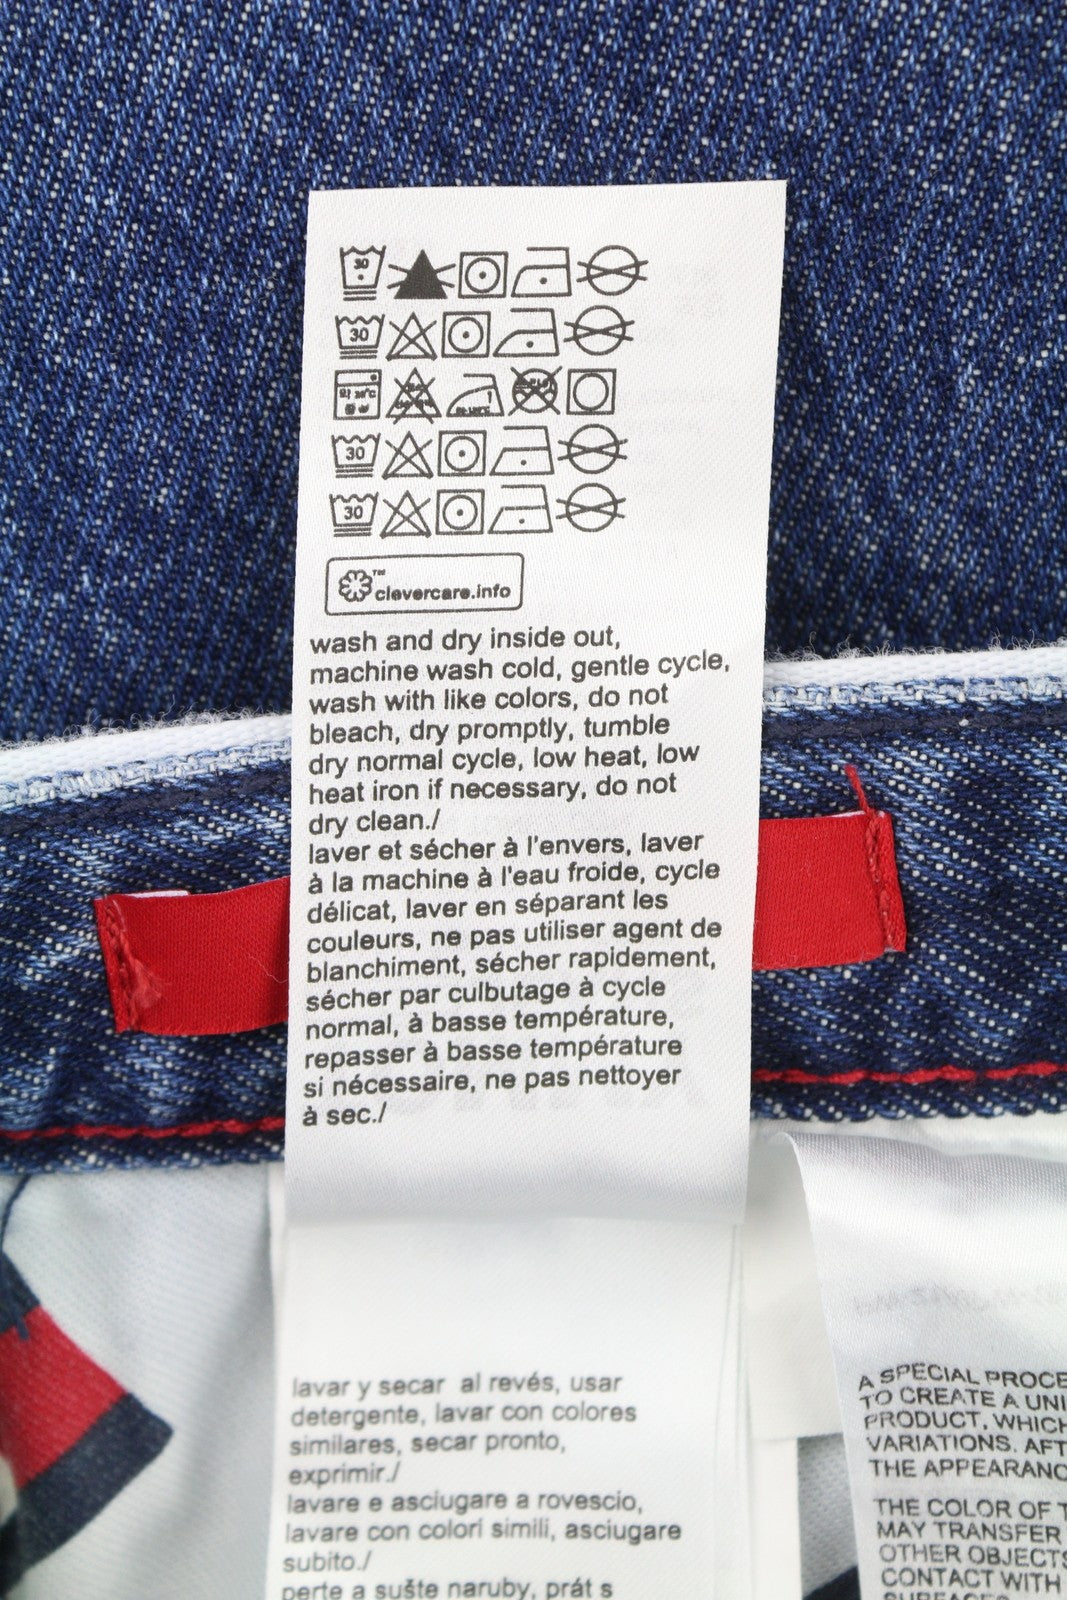 30
30
30
30
clevercare.info
wash and dry inside out,
machine wash cold, gentle cycle,
wash with like colors, do not
bleach, dry promptly, tumble
dry normal cycle, low heat, low
heat iron if necessary, do not
dry clean./
laver et sécher à l'envers, laver
à la machine à l'eau froide, cycle
délicat, laver en séparant les
couleurs, ne pas utiliser agent de
blanchiment, sécher rapidement,
sécher par culbutage à cycle
normal, à basse température,
repasser à basse température
si nécessaire, ne pas nettoyer
à sec./
lavar y secar al revés, usar
detergente, lavar con colores
similares, secar pronto,
exprimir./
lavare e asciugare a rovescio,
lavare con colori simili, asciugare
subito./
perte a sušte naruby, prát s
A SPECIAL PROCE
TO CREATE A UNI
PRODUCT, WHICH
VARIATIONS. AFT
THE APPEARANC
THE COLOR OF T
MAY TRANSFER
OTHER OBJECTS
CONTACT WITH
SURFACES